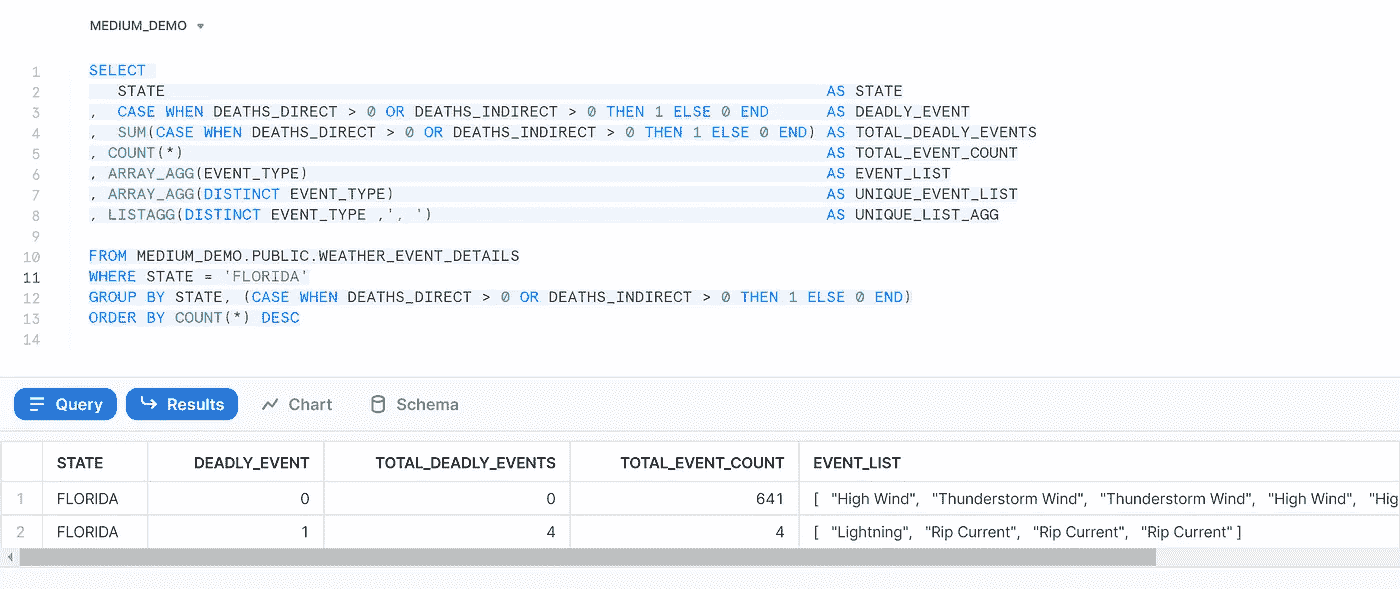 MEDIUM_DEMO
1 SELECT
2 STATE AS STATE
3 , CASE WHEN DEATHS_DIRECT > 0 OR DEATHS_INDIRECT > 0 THEN 1 ELSE 0 END AS DEADLY_EVENT
4 , SUM(CASE WHEN DEATHS_DIRECT > 0 OR DEATHS_INDIRECT > 0 THEN 1 ELSE 0 END) AS TOTAL_DEADLY_EVENTS
5 , COUNT(*) AS TOTAL_EVENT_COUNT
6 , ARRAY_AGG(EVENT_TYPE) AS EVENT_LIST
7 , ARRAY_AGG(DISTINCT EVENT_TYPE) AS UNIQUE_EVENT_LIST
8 , LISTAGG(DISTINCT EVENT_TYPE ,', ') AS UNIQUE_LIST_AGG
9
10 FROM MEDIUM_DEMO.PUBLIC.WEATHER_EVENT_DETAILS
11 WHERE STATE = 'FLORIDA'
12 GROUP BY STATE, (CASE WHEN DEATHS_DIRECT > 0 OR DEATHS_INDIRECT > 0 THEN 1 ELSE 0 END)
13 ORDER BY COUNT(*) DESC
14
Query Results Chart Schema
STATE DEADLY_EVENT TOTAL_DEADLY_EVENTS TOTAL_EVENT_COUNT EVENT_LIST
1 FLORIDA 0 0 641 [ "High Wind", "Thunderstorm Wind", "Thunderstorm Wind", "High Wind", "Hig
2 FLORIDA 1 4 4 [ "Lightning", "Rip Current", "Rip Current", "Rip Current" ]